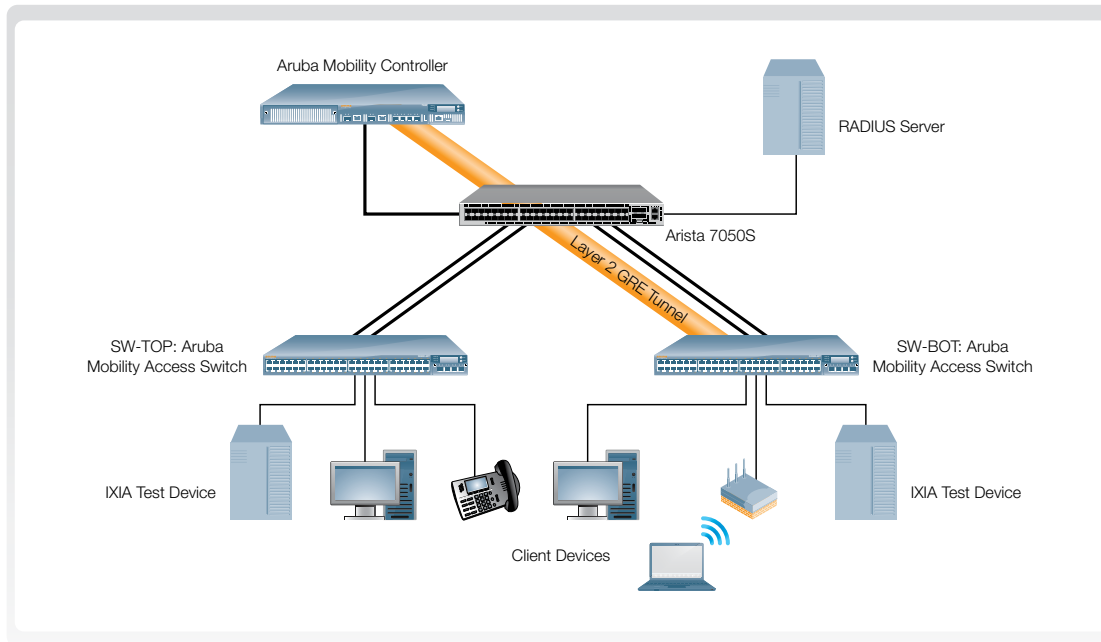 Aruba Mobility Controller
RADIUS Server
Arista 7050S
Layer 2 GRE Tunnel
SW-TOP: Aruba
Mobility Access Switch
SW-BOT: Aruba
Mobility Access Switch
IXIA Test Device
IXIA Test Device
Client Devices